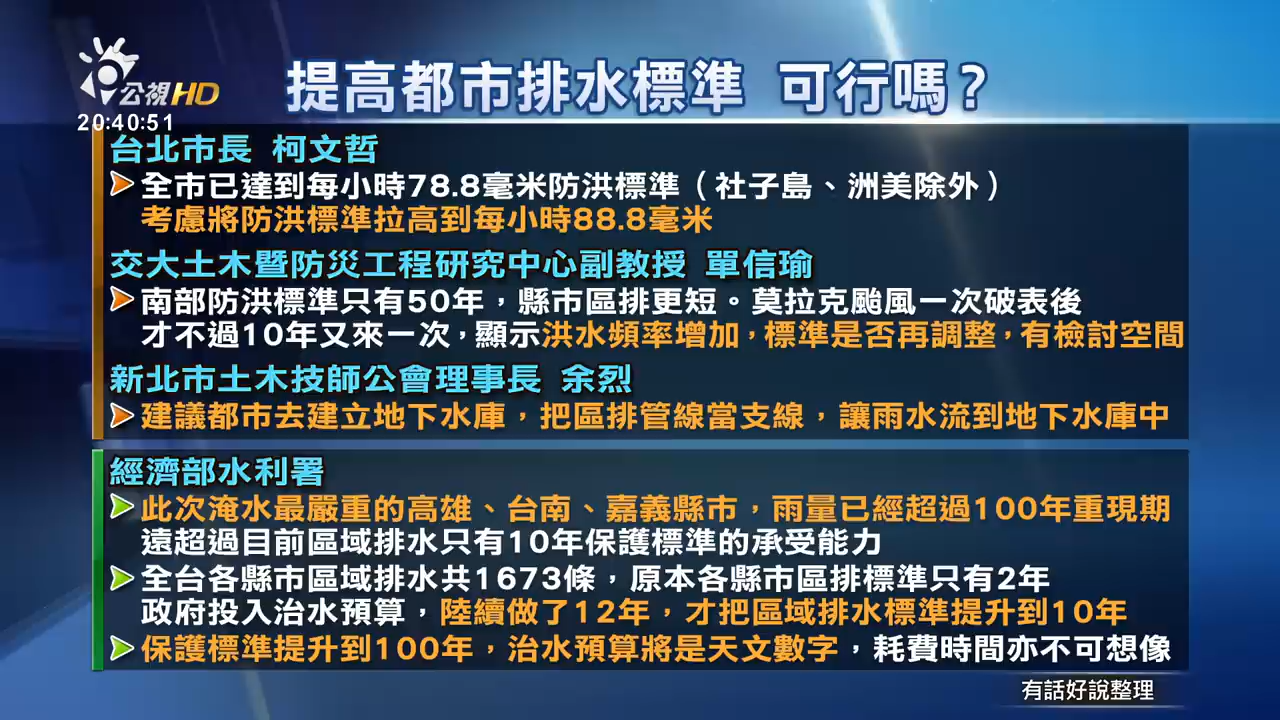 公視HD
20:40:51
提高都市排水標準 可行嗎？
台北市長 柯文哲
全市已達到每小時78.8毫米防洪標準（社子島、洲美除外）
考慮將防洪標準拉高到每小時88.8毫米
交大土木暨防災工程研究中心副教授 單信瑜
南部防洪標準只有50年，縣市區排更短。莫拉克颱風一次破表後
才不過10年又來一次，顯示洪水頻率增加，標準是否再調整，有檢討空間
新北市土木技師公會理事長 余烈
建議都市去建立地下水庫，把區排管線當支線，讓雨水流到地下水庫中
經濟部水利署
此次淹水最嚴重的高雄、台南、嘉義縣市，雨量已經超過100年重現期
遠超過目前區域排水只有10年保護標準的承受能力
全台各縣市區域排水共1673條，原本各縣市區排標準只有2年
政府投入治水預算，陸續做了12年，才把區域排水標準提升到10年
保護標準提升到100年，治水預算將是天文數字，耗費時間亦不可想像
有話好說整理